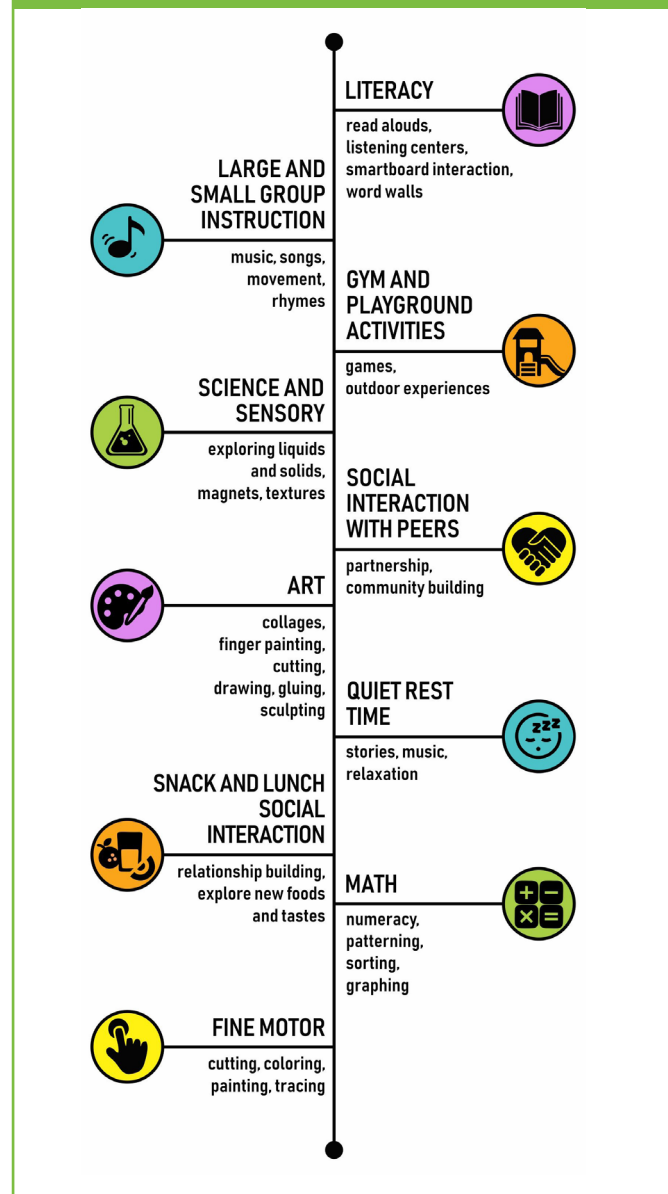 LITERACY
read alouds,
listening centers,
smartboard interaction,
word walls
LARGE AND
SMALL GROUP
INSTRUCTION
music, songs,
movement,
rhymes
GYM AND
PLAYGROUND
ACTIVITIES
games,
outdoor experiences
SCIENCE AND
SENSORY
exploring liquids
and solids,
magnets, textures
SOCIAL
INTERACTION
WITH PEERS
partnership,
community building
ART
collages,
finger painting,
cutting,
drawing, gluing,
sculpting
QUIET REST
TIME
zzz
stories, music,
relaxation
SNACK AND LUNCH
SOCIAL
INTERACTION
relationship building,
explore new foods
and tastes
MATH
+ −
× =
numeracy,
patterning,
sorting,
graphing
FINE MOTOR
cutting, coloring,
painting, tracing